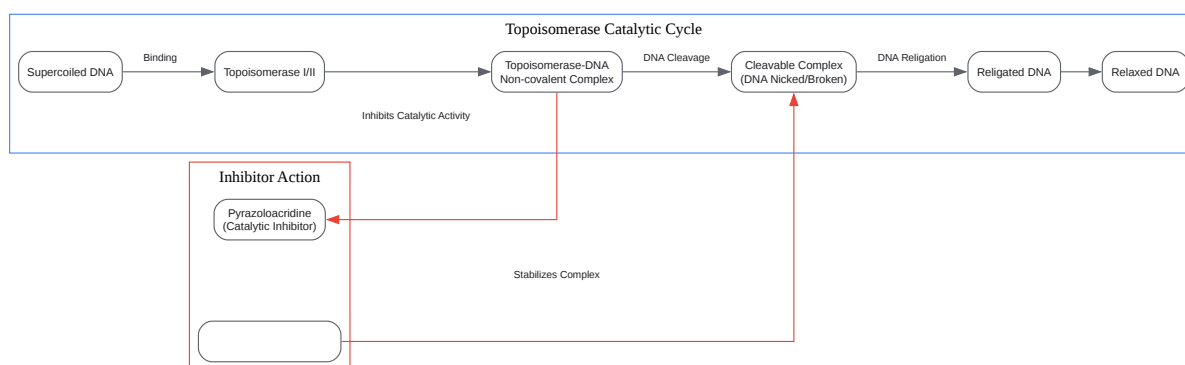 Topoisomerase Catalytic Cycle
Supercoiled DNA
Binding
Topoisomerase I/II
Topoisomerase-DNA
Non-covalent Complex
DNA Cleavage
Cleavable Complex
(DNA Nicked/Broken)
DNA Religation
Religated DNA
Relaxed DNA
Inhibits Catalytic Activity
Inhibitor Action
Pyrazoloacridine
(Catalytic Inhibitor)
Stabilizes Complex